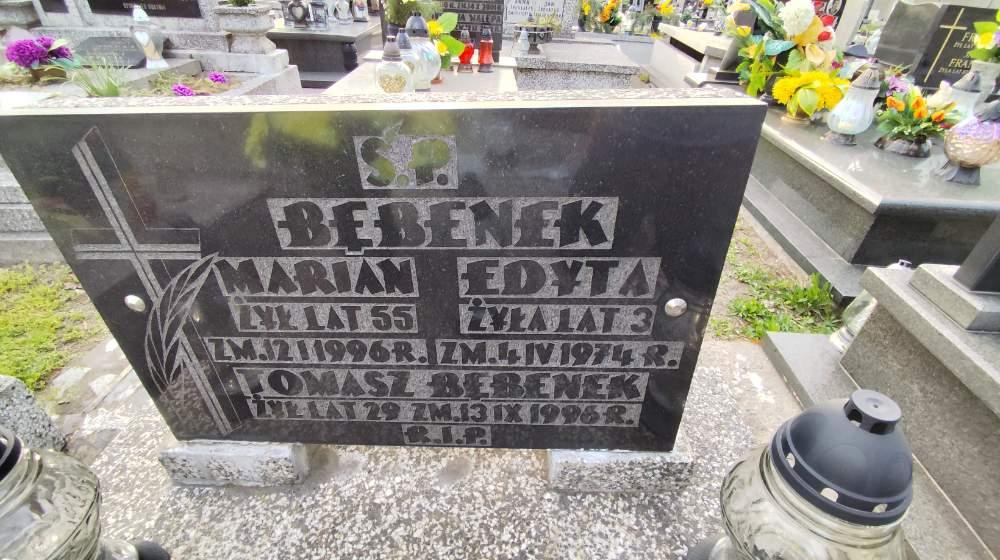 Ś.P.
BĘBENEK
MARIAN EDYTA
ŻYŁ LAT 55 ŻYŁA LAT 3
ZM. 12 I 1996 R. ZM. 4 IV 1974 R.
TOMASZ BĘBENEK
ŻYŁ LAT 29 ZM. 13 IX 1996 R.
R.I.P.